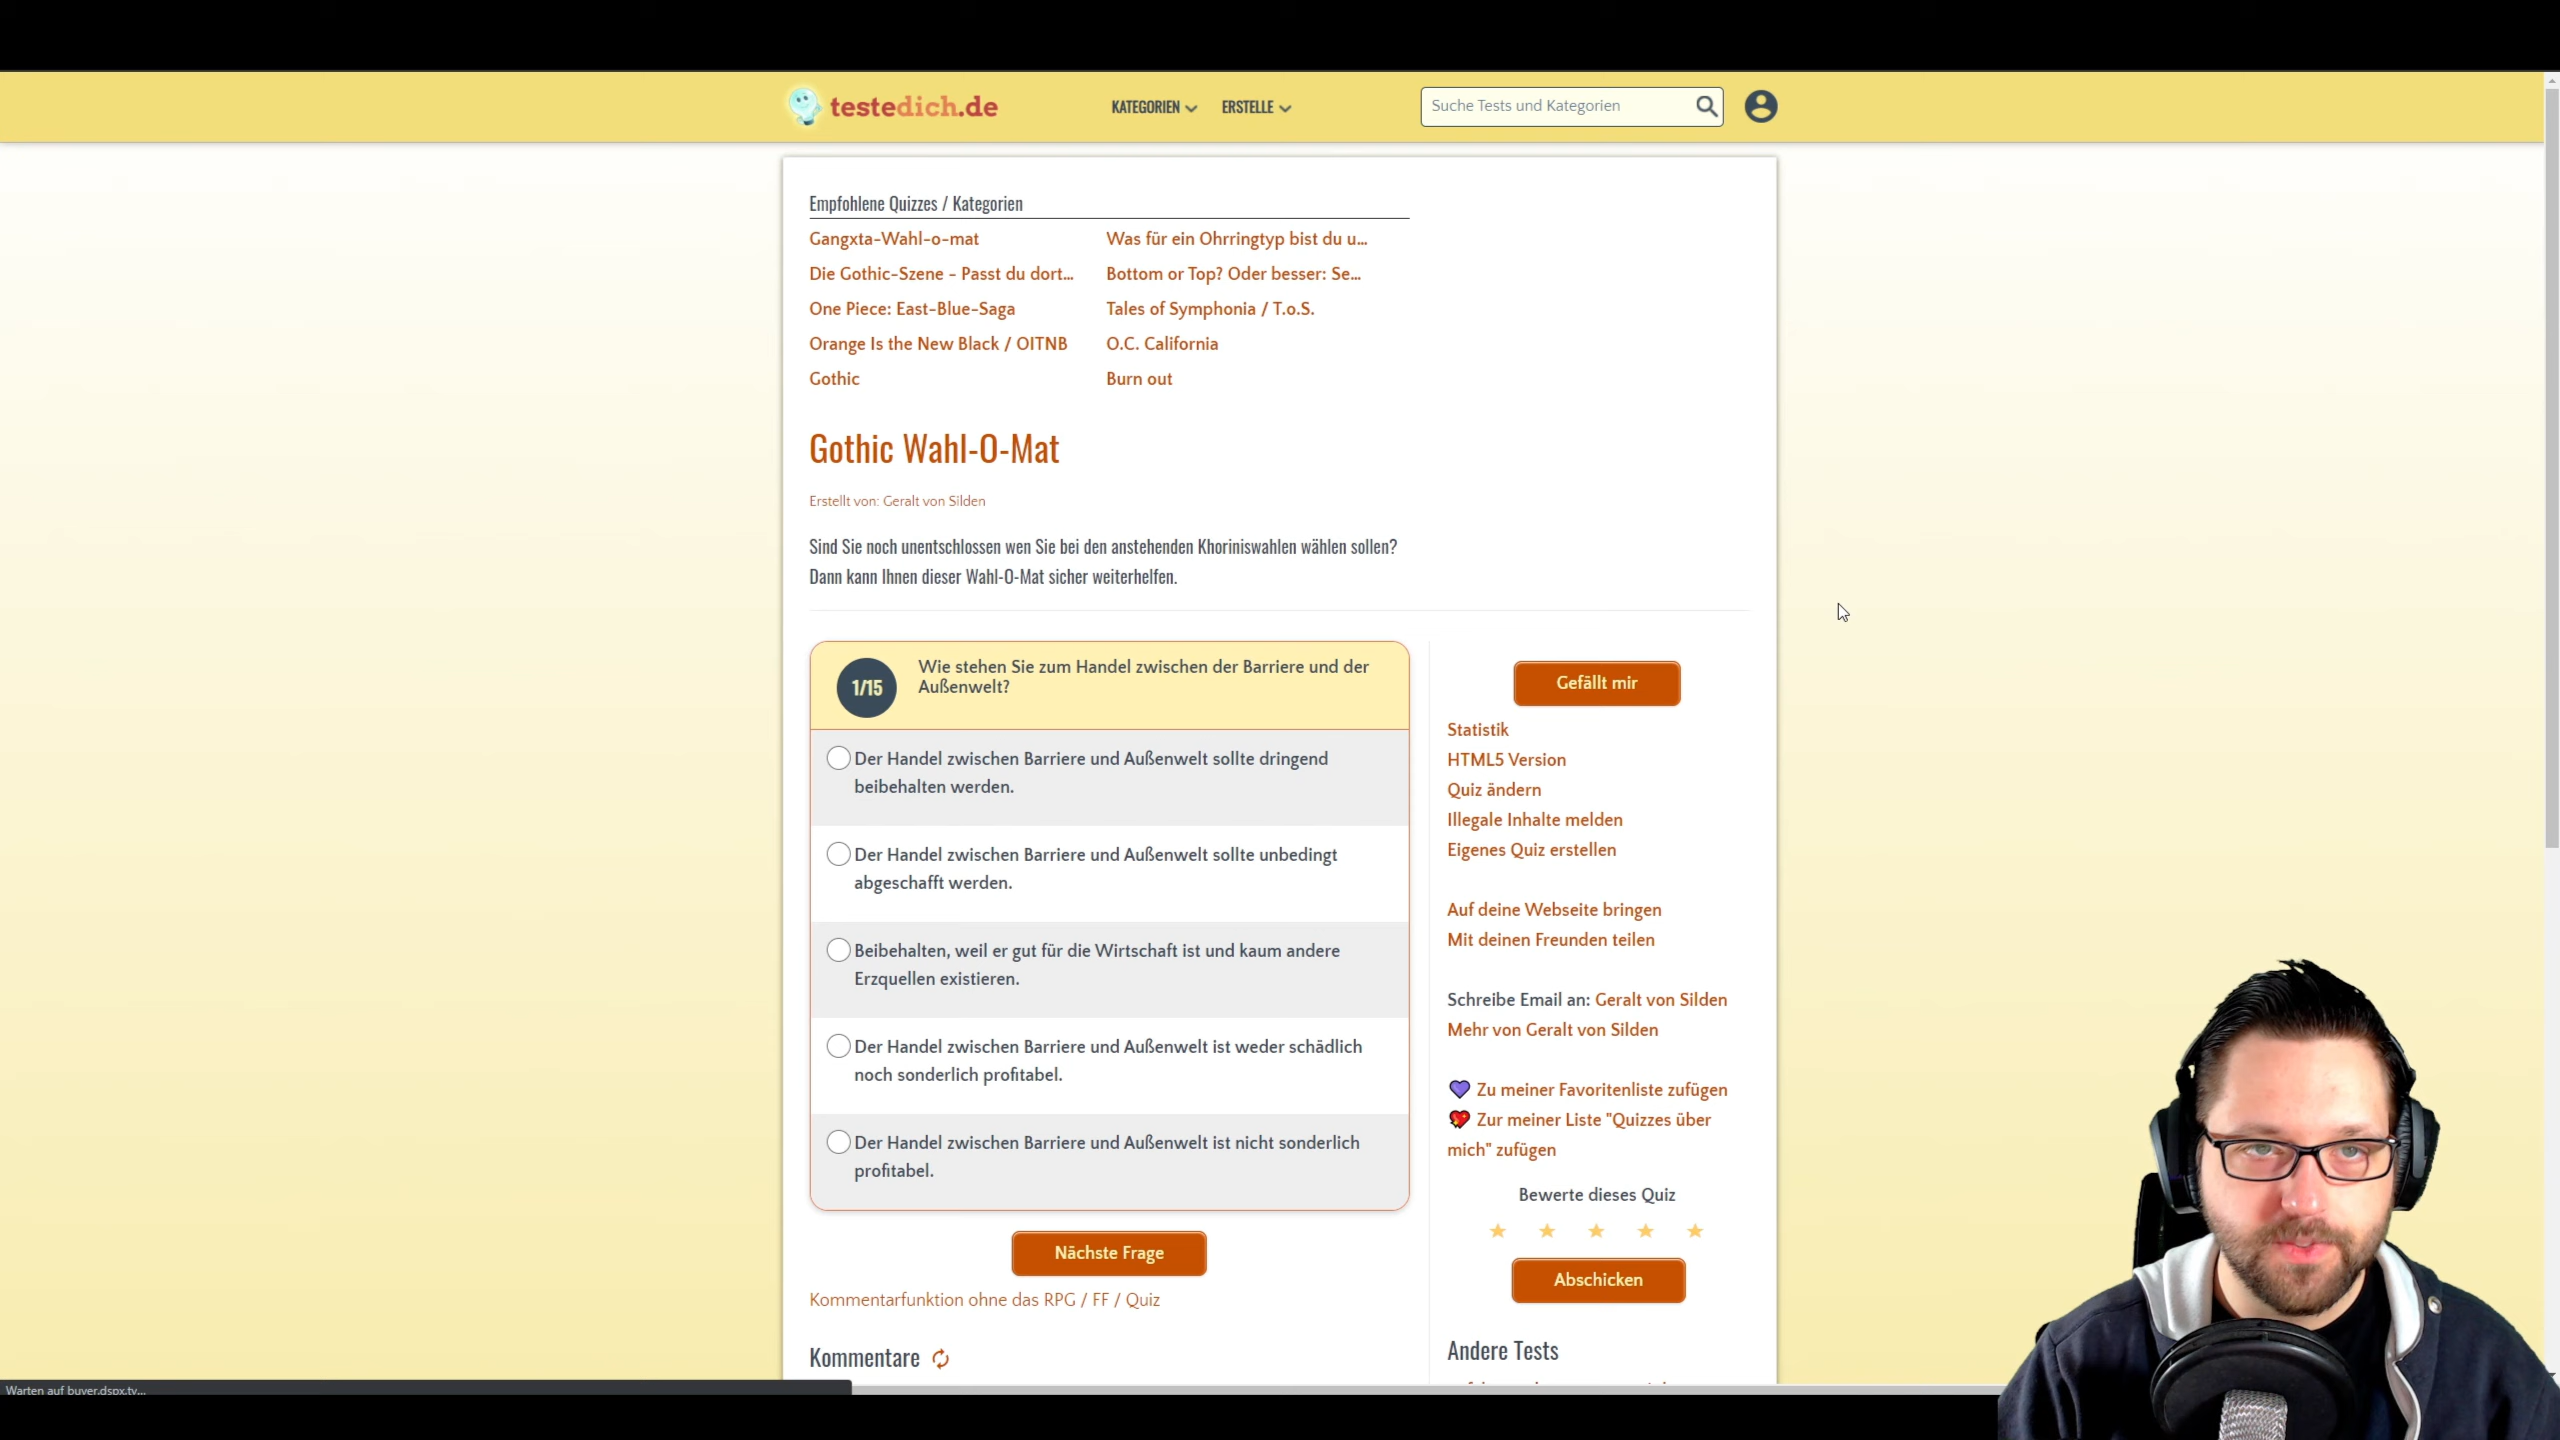 testedich.de
KATEGORIEN
ERSTELLE
Suche Tests und Kategorien
Empfohlene Quizzes / Kategorien
Gangxta-Wahl-o-mat
Was für ein Ohrringtyp bist du u...
Die Gothic-Szene - Passt du dort...
Bottom or Top? Oder besser: Se...
One Piece: East-Blue-Saga
Tales of Symphonia / T.o.S.
Orange Is the New Black / OITNB
O.C. California
Gothic
Burn out
Gothic Wahl-O-Mat
Erstellt von: Geralt von Silden
Sind Sie noch unentschlossen wen Sie bei den anstehenden Khoriniswahlen wählen sollen?
Dann kann Ihnen dieser Wahl-O-Mat sicher weiterhelfen.
1/15
Wie stehen Sie zum Handel zwischen der Barriere und der
Außenwelt?
Der Handel zwischen Barriere und Außenwelt sollte dringend
beibehalten werden.
Der Handel zwischen Barriere und Außenwelt sollte unbedingt
abgeschafft werden.
Beibehalten, weil er gut für die Wirtschaft ist und kaum andere
Erzquellen existieren.
Der Handel zwischen Barriere und Außenwelt ist weder schädlich
noch sonderlich profitabel.
Der Handel zwischen Barriere und Außenwelt ist nicht sonderlich
profitabel.
Nächste Frage
Kommentarfunktion ohne das RPG / FF / Quiz
Kommentare
Gefällt mir
Statistik
HTML5 Version
Quiz ändern
Illegale Inhalte melden
Eigenes Quiz erstellen
Auf deine Webseite bringen
Mit deinen Freunden teilen
Schreibe Email an: Geralt von Silden
Mehr von Geralt von Silden
Zu meiner Favoritenliste zufügen
Zur meiner Liste "Quizzes über
mich" zufügen
Bewerte dieses Quiz
Abschicken
Andere Tests
Warten auf buyer.dspx.tv...